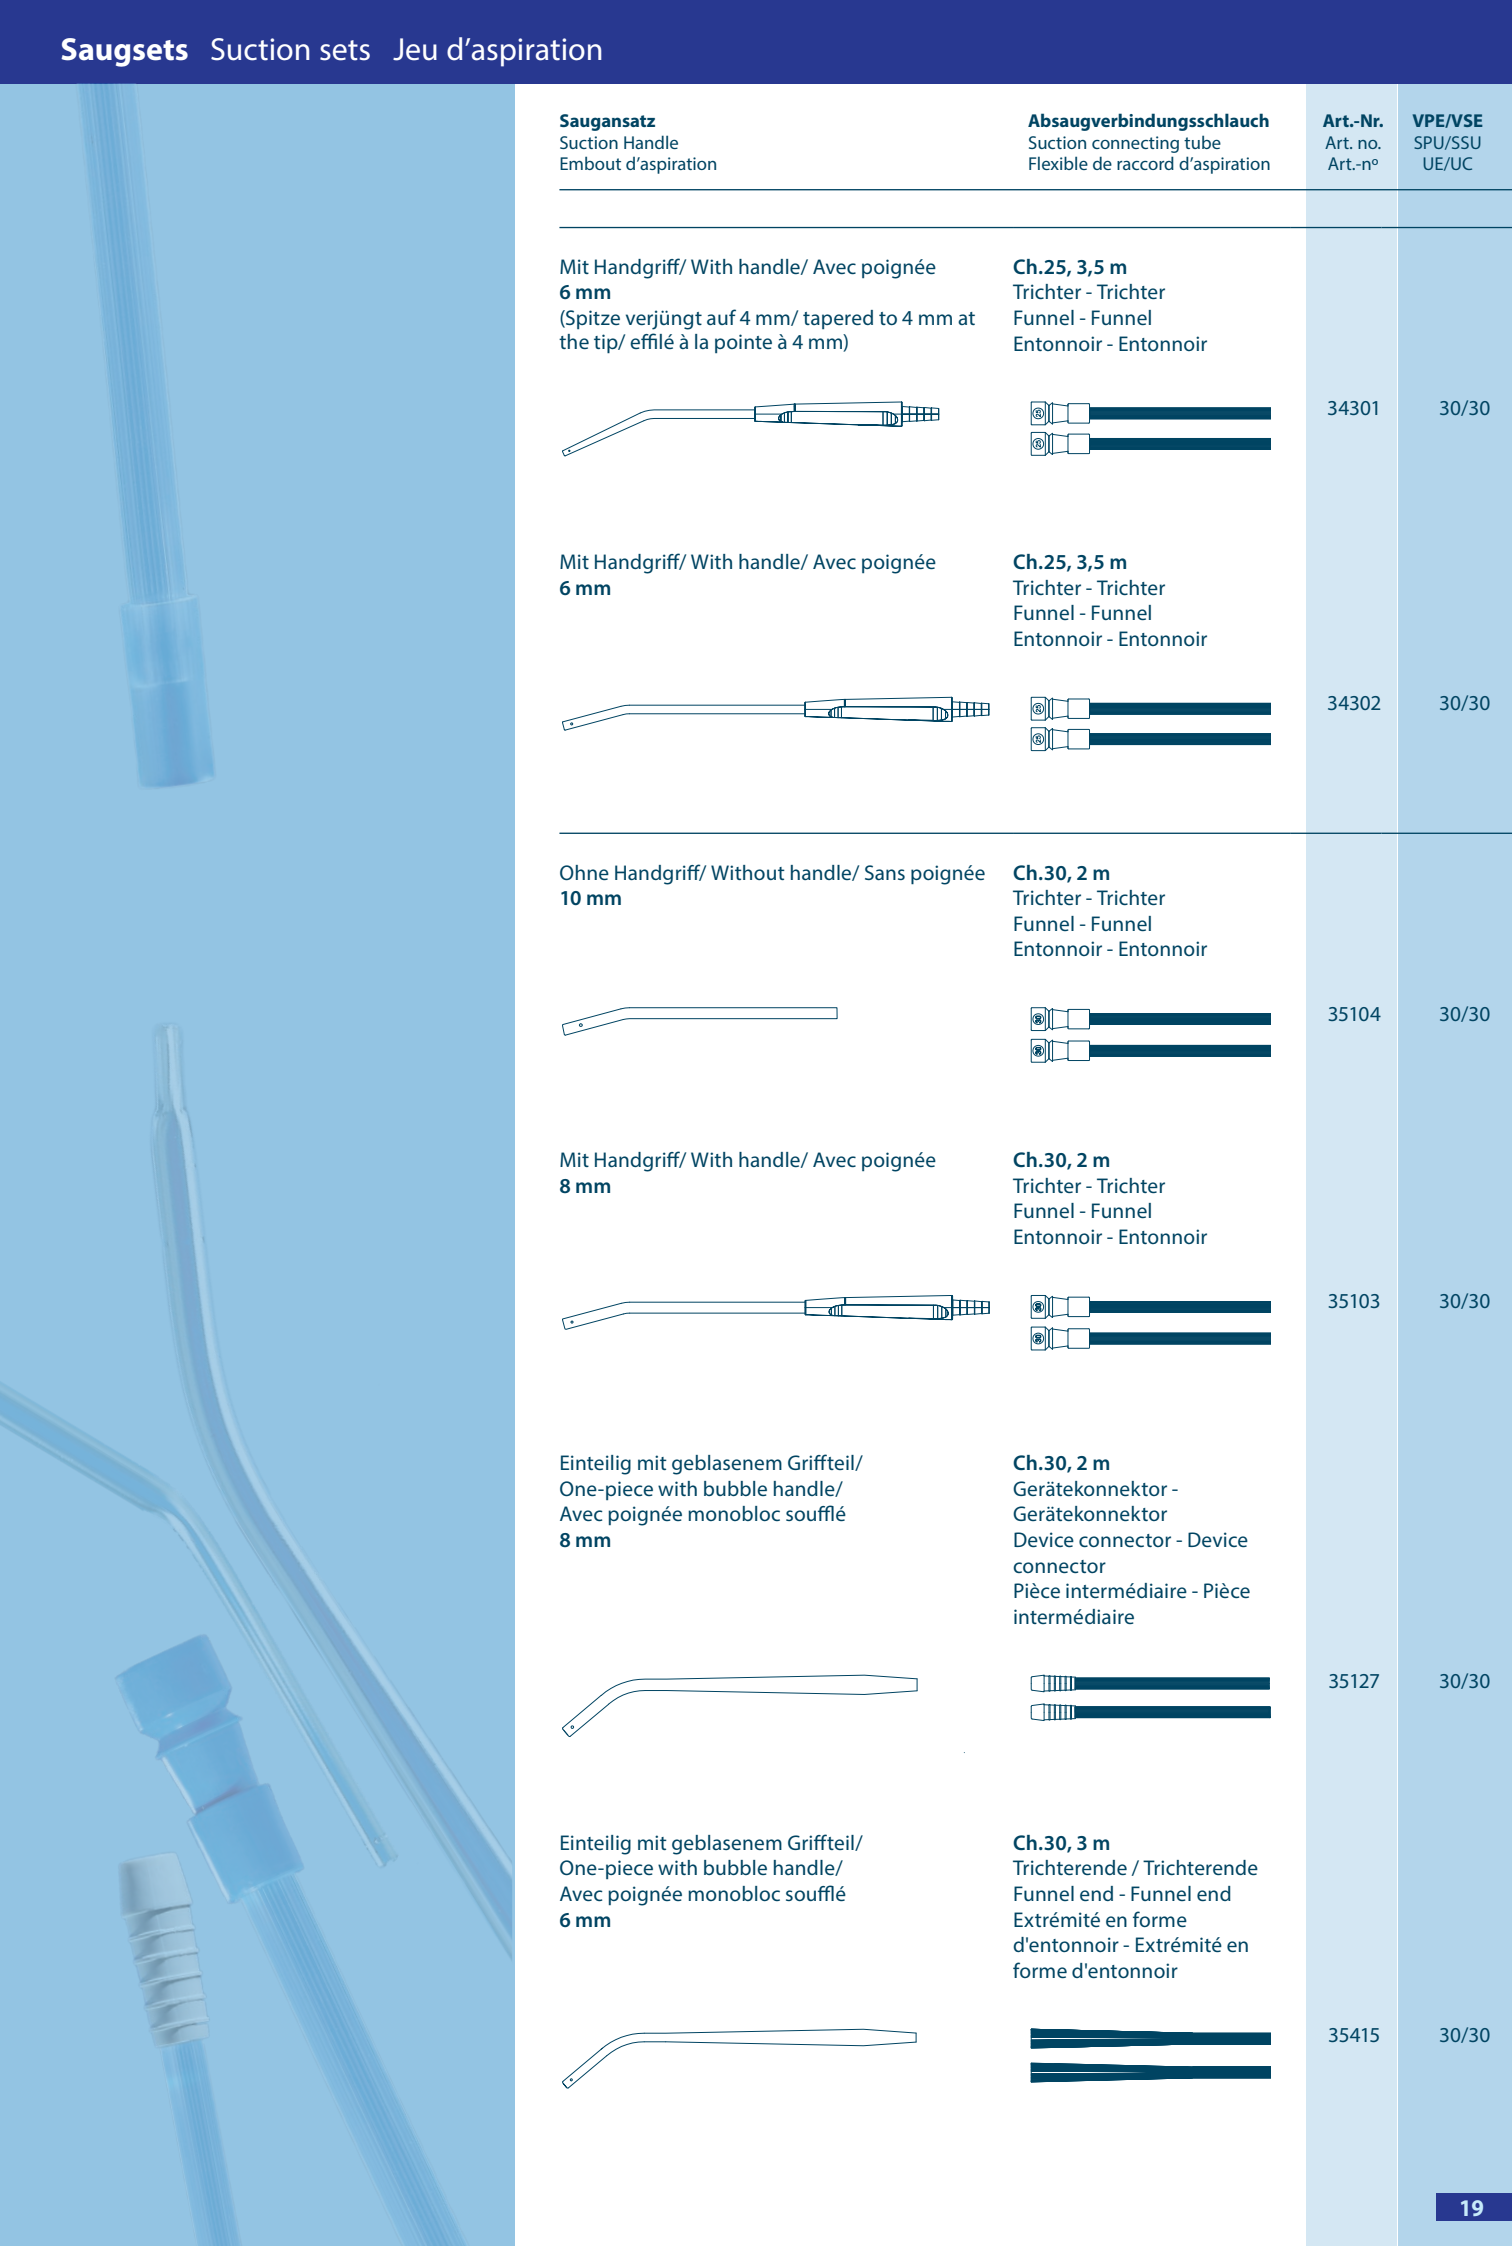 Saugsets Suction sets Jeu d’aspiration
Saugansatz
Suction Handle
Embout d’aspiration
Absaugverbindungsschlauch
Suction connecting tube
Flexible de raccord d’aspiration
Art.-Nr.
Art. no.
Art.-nº
VPE/VSE
SPU/SSU
UE/UC
Mit Handgriff/ With handle/ Avec poignée
6 mm
(Spitze verjüngt auf 4 mm/ tapered to 4 mm at
the tip/ effilé à la pointe à 4 mm)
Ch.25, 3,5 m
Trichter - Trichter
Funnel - Funnel
Entonnoir - Entonnoir
25
25
34301
30/30
Mit Handgriff/ With handle/ Avec poignée
6 mm
Ch.25, 3,5 m
Trichter - Trichter
Funnel - Funnel
Entonnoir - Entonnoir
25
25
34302
30/30
Ohne Handgriff/ Without handle/ Sans poignée
10 mm
Ch.30, 2 m
Trichter - Trichter
Funnel - Funnel
Entonnoir - Entonnoir
30
30
35104
30/30
Mit Handgriff/ With handle/ Avec poignée
8 mm
Ch.30, 2 m
Trichter - Trichter
Funnel - Funnel
Entonnoir - Entonnoir
30
30
35103
30/30
Einteilig mit geblasenem Griffteil/
One-piece with bubble handle/
Avec poignée monobloc soufflé
8 mm
Ch.30, 2 m
Gerätekonnektor -
Gerätekonnektor
Device connector - Device
connector
Pièce intermédiaire - Pièce
intermédiaire
35127
30/30
Einteilig mit geblasenem Griffteil/
One-piece with bubble handle/
Avec poignée monobloc soufflé
6 mm
Ch.30, 3 m
Trichterende / Trichterende
Funnel end - Funnel end
Extrémité en forme
d'entonnoir - Extrémité en
forme d'entonnoir
35415
30/30
19